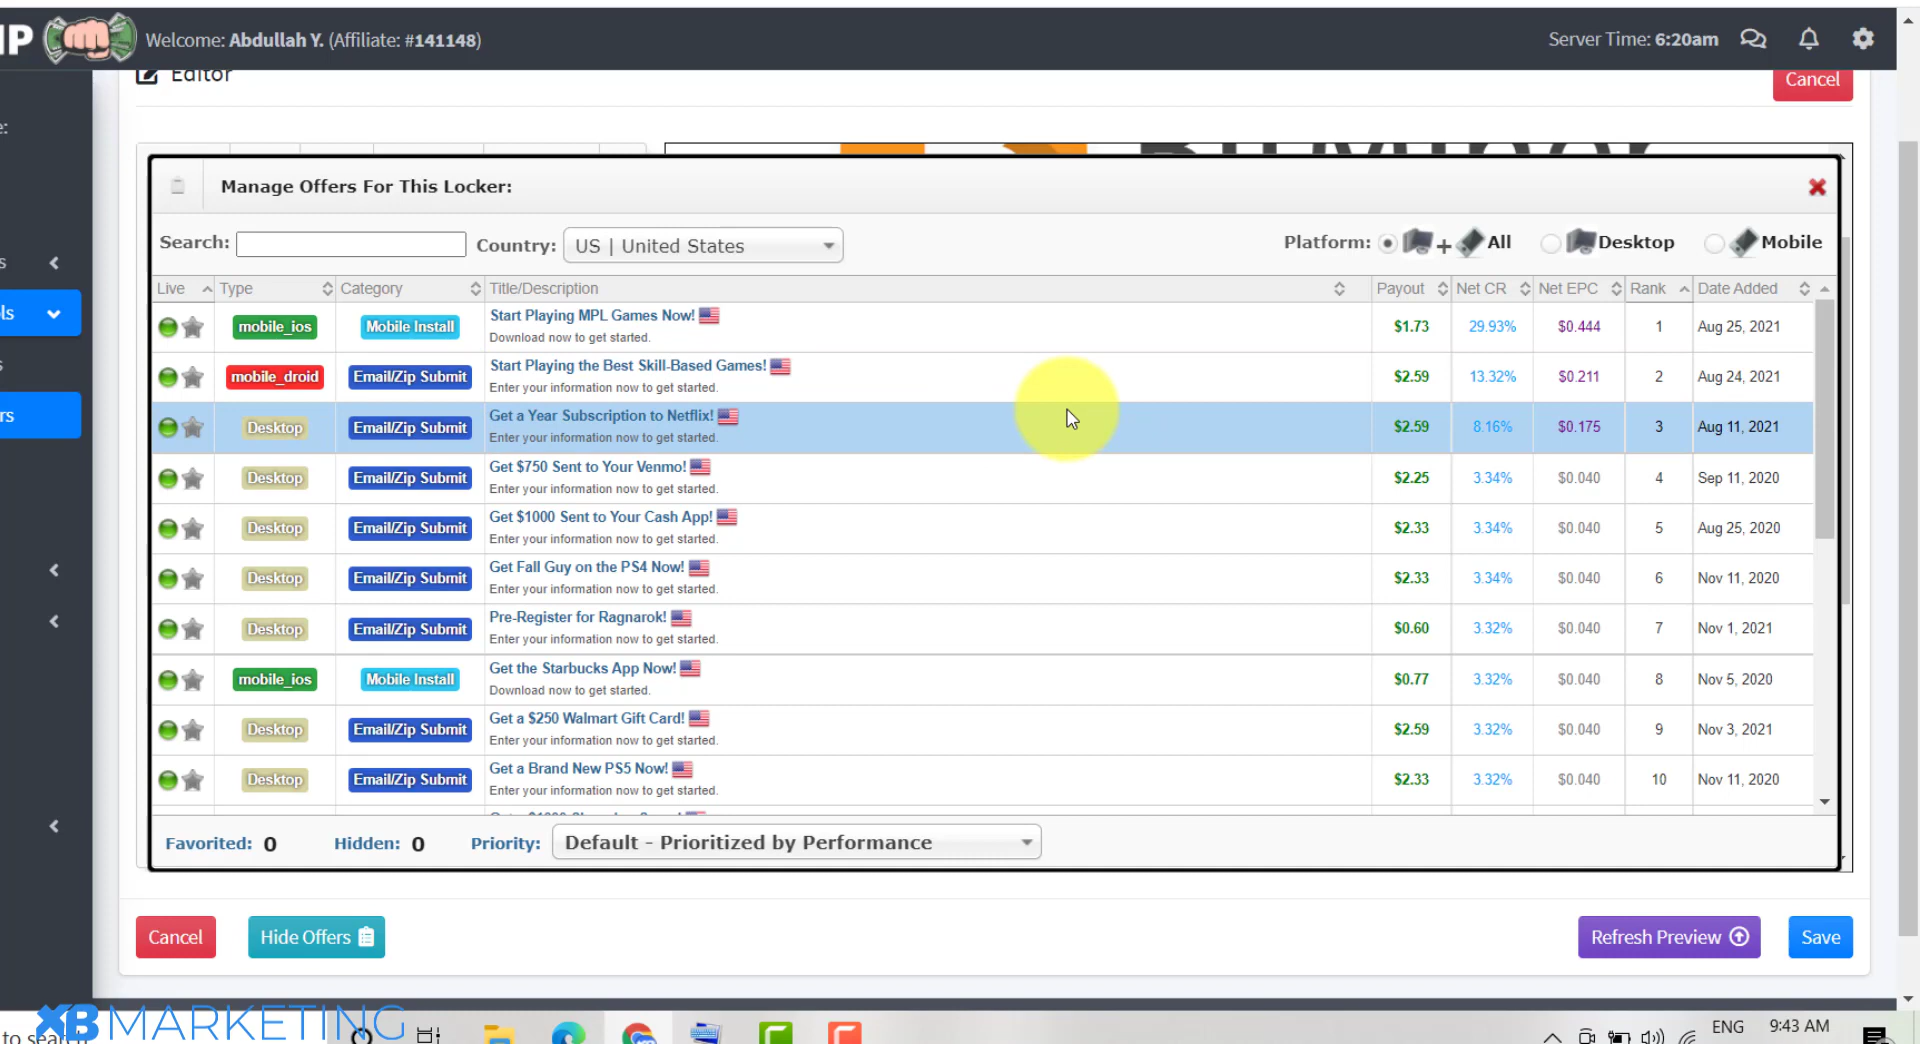 IP Welcome: Abdullah Y. (Affiliate: #141148) Server Time: 6:20am
Editor Cancel
Manage Offers For This Locker:
Search: Country: US | United States Platform: + All Desktop Mobile
Live Type Category Title/Description Payout Net CR Net EPC Rank Date Added
mobile_ios Mobile Install Start Playing MPL Games Now! $1.73 29.93% $0.444 1 Aug 25, 2021
Download now to get started.
mobile_droid Email/Zip Submit Start Playing the Best Skill-Based Games! $2.59 13.32% $0.211 2 Aug 24, 2021
Enter your information now to get started.
Desktop Email/Zip Submit Get a Year Subscription to Netflix! $2.59 8.16% $0.175 3 Aug 11, 2021
Enter your information now to get started.
Desktop Email/Zip Submit Get $750 Sent to Your Venmo! $2.25 3.34% $0.040 4 Sep 11, 2020
Enter your information now to get started.
Desktop Email/Zip Submit Get $1000 Sent to Your Cash App! $2.33 3.34% $0.040 5 Aug 25, 2020
Enter your information now to get started.
Desktop Email/Zip Submit Get Fall Guy on the PS4 Now! $2.33 3.34% $0.040 6 Nov 11, 2020
Enter your information now to get started.
Desktop Email/Zip Submit Pre-Register for Ragnarok! $0.60 3.32% $0.040 7 Nov 1, 2021
Enter your information now to get started.
mobile_ios Mobile Install Get the Starbucks App Now! $0.77 3.32% $0.040 8 Nov 5, 2020
Download now to get started.
Desktop Email/Zip Submit Get a $250 Walmart Gift Card! $2.59 3.32% $0.040 9 Nov 3, 2021
Enter your information now to get started.
Desktop Email/Zip Submit Get a Brand New PS5 Now! $2.33 3.32% $0.040 10 Nov 11, 2020
Enter your information now to get started.
Favorited: 0 Hidden: 0 Priority: Default - Prioritized by Performance
Cancel Hide Offers Refresh Preview Save
XB MARKETING
to sea
ENG 9:43 AM